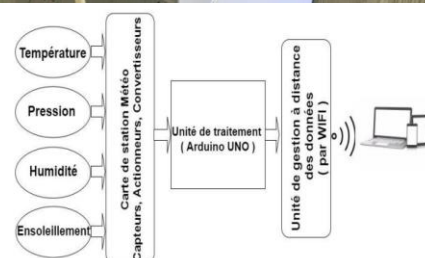 Température
Pression
Humidité
Ensoleillement
Carte de station Météo
Capteurs, Actionneurs, Convertisseurs
Unité de traitement
( Arduino UNO )
Unité de gestion à distance
des données
( par WIFI )